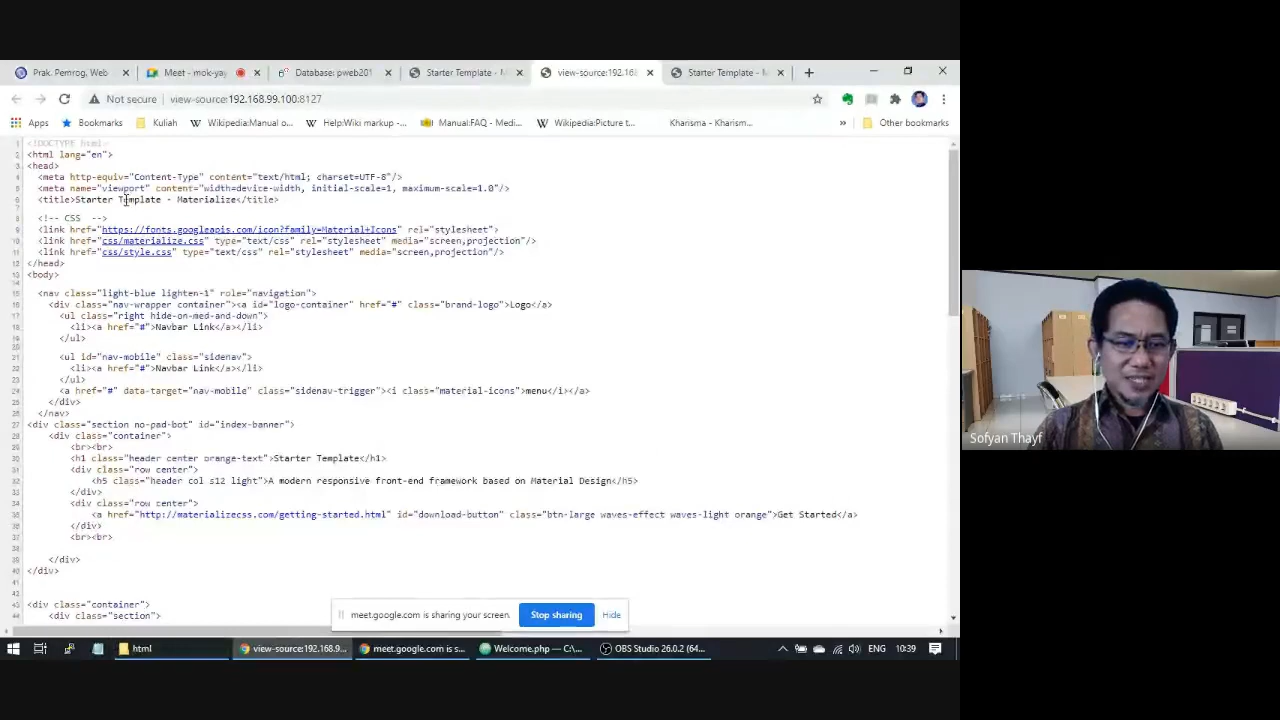 Prak. Pemrog. Web
Meet - mok-yay
Database: pweb201
Starter Template - M
view-source:192.168
Starter Template - M
Not secure
view-source:192.168.99.100:8127
Apps
Bookmarks
Kuliah
Wikipedia:Manual o...
Help:Wiki markup -...
Manual:FAQ - Medi...
Wikipedia:Picture t...
Kharisma - Kharism...
»
Other bookmarks
<!DOCTYPE html>
<html lang="en">
<head>
<meta http-equiv="Content-Type" content="text/html; charset=UTF-8"/>
<meta name="viewport" content="width=device-width, initial-scale=1, maximum-scale=1.0"/>
<title>Starter Template - Materialize</title>
<!-- CSS  -->
<link href="https://fonts.googleapis.com/icon?family=Material+Icons" rel="stylesheet">
<link href="css/materialize.css" type="text/css" rel="stylesheet" media="screen,projection"/>
<link href="css/style.css" type="text/css" rel="stylesheet" media="screen,projection"/>
</head>
<body>
<nav class="light-blue lighten-1" role="navigation">
<div class="nav-wrapper container"><a id="logo-container" href="#" class="brand-logo">Logo</a>
<ul class="right hide-on-med-and-down">
<li><a href="#">Navbar Link</a></li>
</ul>
<ul id="nav-mobile" class="sidenav">
<li><a href="#">Navbar Link</a></li>
</ul>
<a href="#" data-target="nav-mobile" class="sidenav-trigger"><i class="material-icons">menu</i></a>
</div>
</nav>
<div class="section no-pad-bot" id="index-banner">
<div class="container">
<br><br>
<h1 class="header center orange-text">Starter Template</h1>
<div class="row center">
<h5 class="header col s12 light">A modern responsive front-end framework based on Material Design</h5>
</div>
<div class="row center">
<a href="http://materializecss.com/getting-started.html" id="download-button" class="btn-large waves-effect waves-light orange">Get Started</a>
</div>
<br><br>
</div>
</div>
<div class="container">
<div class="section">
meet.google.com is sharing your screen.
Stop sharing
Hide
Sofyan Thayf
html
view-source:192.168.9...
meet.google.com is s...
Welcome.php — C:\...
OBS Studio 26.0.2 (64...
ENG
10:39